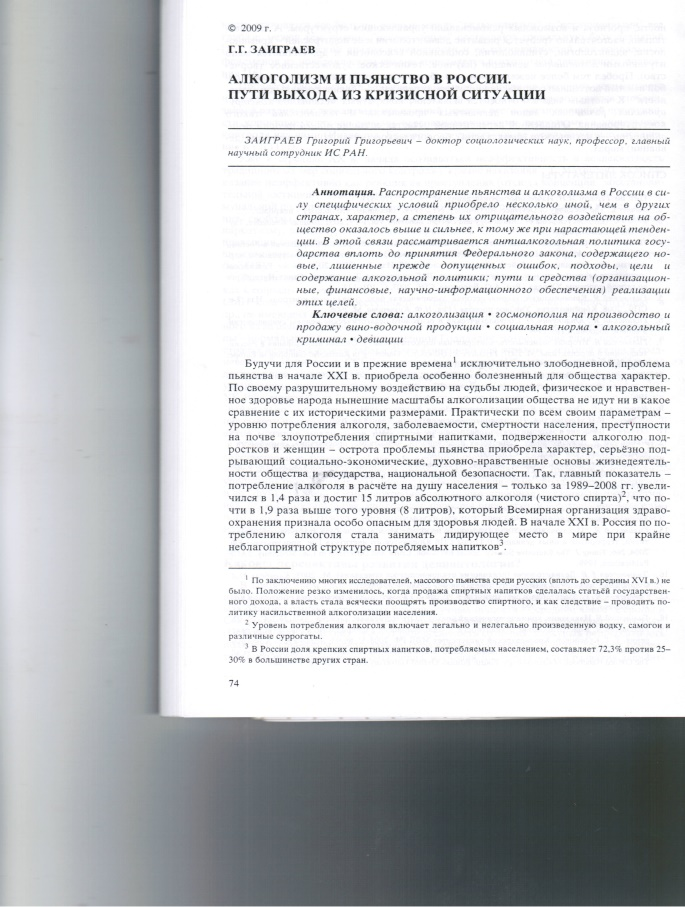 © 2009 г.
Г.Г. ЗАИГРАЕВ
АЛКОГОЛИЗМ И ПЬЯНСТВО В РОССИИ.
ПУТИ ВЫХОДА ИЗ КРИЗИСНОЙ СИТУАЦИИ
ЗАИГРАЕВ Григорий Григорьевич – доктор социологических наук, профессор, главный
научный сотрудник ИС РАН.
Аннотация. Распространение пьянства и алкоголизма в России в си-
лу специфических условий приобрело несколько иной, чем в других
странах, характер, а степень их отрицательного воздействия на об-
щество оказалось выше и сильнее, к тому же при нарастающей тенден-
ции. В этой связи рассматривается антиалкогольная политика госу-
дарства вплоть до принятия Федерального закона, содержащего но-
вые, лишенные прежде допущенных ошибок, подходы, цели и
содержание алкогольной политики; пути и средства (организацион-
ные, финансовые, научно-информационного обеспечения) реализации
этих целей.
Ключевые слова: алкоголизация • госмонополия на производство и
продажу вино-водочной продукции • социальная норма • алкогольный
криминал • девиации
Будучи для России и в прежние времена1 исключительно злободневной, проблема
пьянства в начале XXI в. приобрела особенно болезненный для общества характер.
По своему разрушительному воздействию на судьбы людей, физическое и нравствен-
ное здоровье народа нынешние масштабы алкоголизации общества не идут ни в какое
сравнение с их историческими размерами. Практически по всем своим параметрам –
уровню потребления алкоголя, заболеваемости, смертности населения, преступности
на почве злоупотребления спиртными напитками, подверженности алкоголю под-
ростков и женщин – острота проблемы пьянства приобрела характер, серьёзно под-
рывающий социально-экономические, духовно-нравственные основы жизнедеятель-
ности общества и государства, национальной безопасности. Так, главный показатель –
потребление алкоголя в расчёте на душу населения – только за 1989–2008 гг. увели-
чился в 1,4 раза и достиг 15 литров абсолютного алкоголя (чистого спирта)2, что по-
чти в 1,9 раза выше того уровня (8 литров), который Всемирная организация здраво-
охранения признала особо опасным для здоровья людей. В начале XXI в. Россия по по-
треблению алкоголя стала занимать лидирующее место в мире при крайне
неблагоприятной структуре потребляемых напитков3.
1 По заключению многих исследователей, массового пьянства среди русских (вплоть до середины XVI в.) не
было. Положение резко изменилось, когда продажа спиртных напитков сделалась статьёй государствен-
ного дохода, а власть стала всячески поощрять производство спиртного, и как следствие – проводить по-
литику насильственной алкоголизации населения.
2 Уровень потребления алкоголя включает легально и нелегально произведенную водку, самогон и
различные суррогаты.
3 В России доля крепких спиртных напитков, потребляемых населением, составляет 72,3% против 25–
30% в большинстве других стран.
74